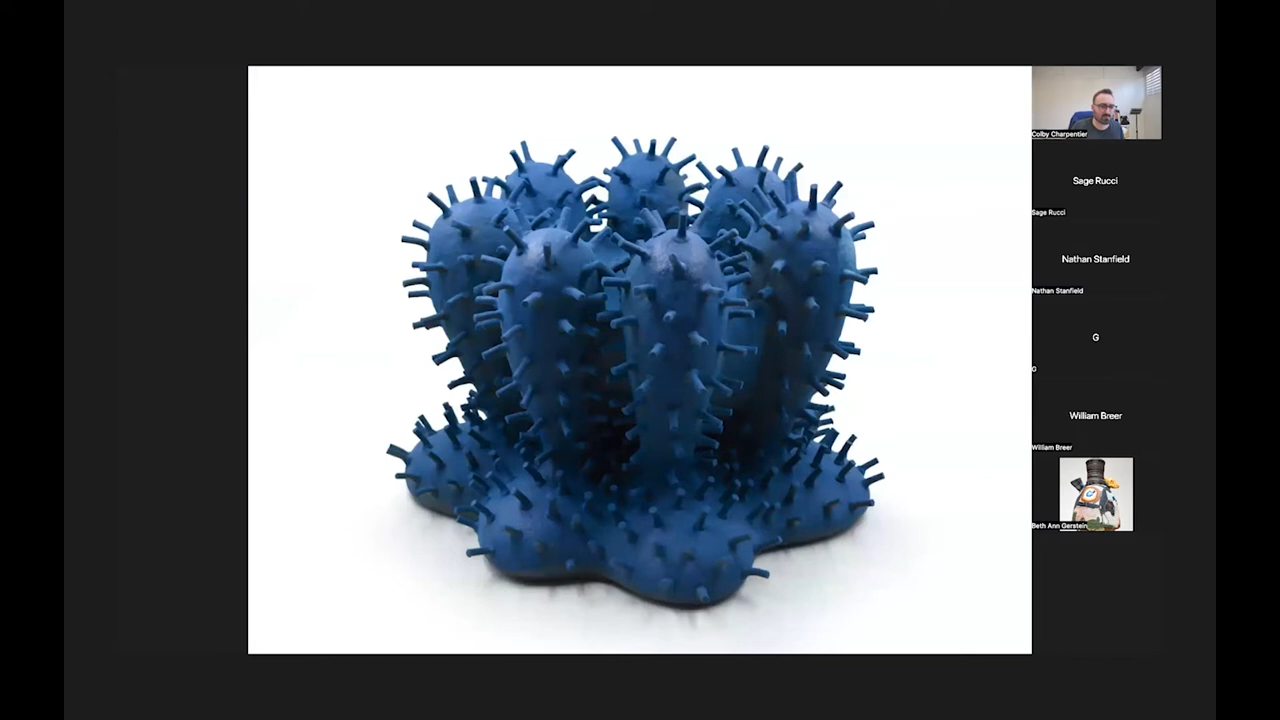 Colby Charpentier
Sage Rucci
Sage Rucci
Nathan Stanfield
Nathan Stanfield
G
G
William Breer
William Breer
Beth Ann Gerstein